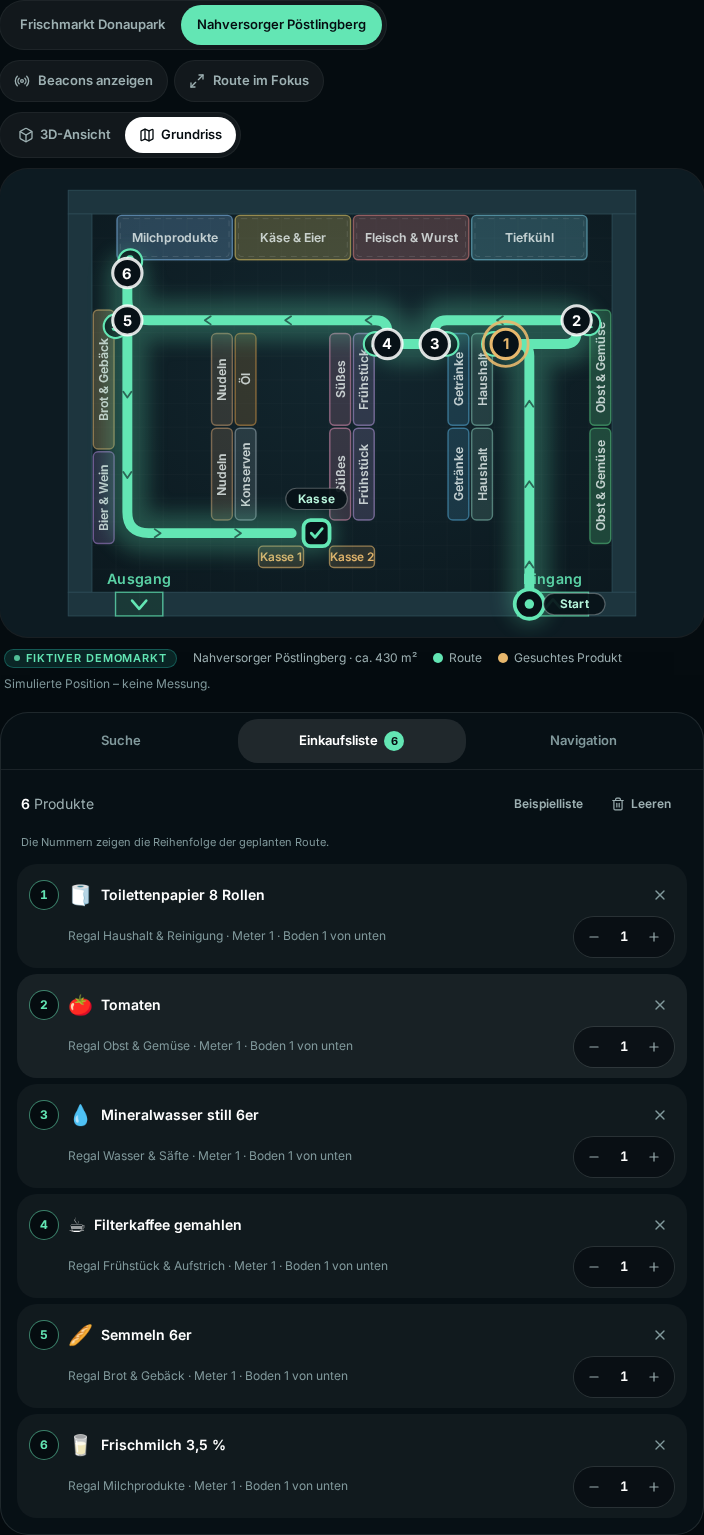 Frischmarkt Donaupark Nahversorger Pöstlingberg
Beacons anzeigen Route im Fokus
3D-Ansicht Grundriss
Milchprodukte Käse & Eier Fleisch & Wurst Tiefkühl
6
5 4 3 1 2
Brot & Gebäck Nudeln Öl Süßes Frühstück Getränke Haushalt Obst & Gemüse
Bier & Wein Nudeln Konserven Süßes Frühstück Getränke Haushalt Obst & Gemüse
Kasse
Kasse 1 Kasse 2
Ausgang Eingang
Start
FIKTIVER DEMOMARKT Nahversorger Pöstlingberg · ca. 430 m² Route Gesuchtes Produkt
Simulierte Position – keine Messung.
Suche Einkaufsliste 6 Navigation
6 Produkte Beispielliste Leeren
Die Nummern zeigen die Reihenfolge der geplanten Route.
1 Toilettenpapier 8 Rollen
Regal Haushalt & Reinigung · Meter 1 · Boden 1 von unten − 1 +
2 Tomaten
Regal Obst & Gemüse · Meter 1 · Boden 1 von unten − 1 +
3 Mineralwasser still 6er
Regal Wasser & Säfte · Meter 1 · Boden 1 von unten − 1 +
4 Filterkaffee gemahlen
Regal Frühstück & Aufstrich · Meter 1 · Boden 1 von unten − 1 +
5 Semmeln 6er
Regal Brot & Gebäck · Meter 1 · Boden 1 von unten − 1 +
6 Frischmilch 3,5 %
Regal Milchprodukte · Meter 1 · Boden 1 von unten − 1 +